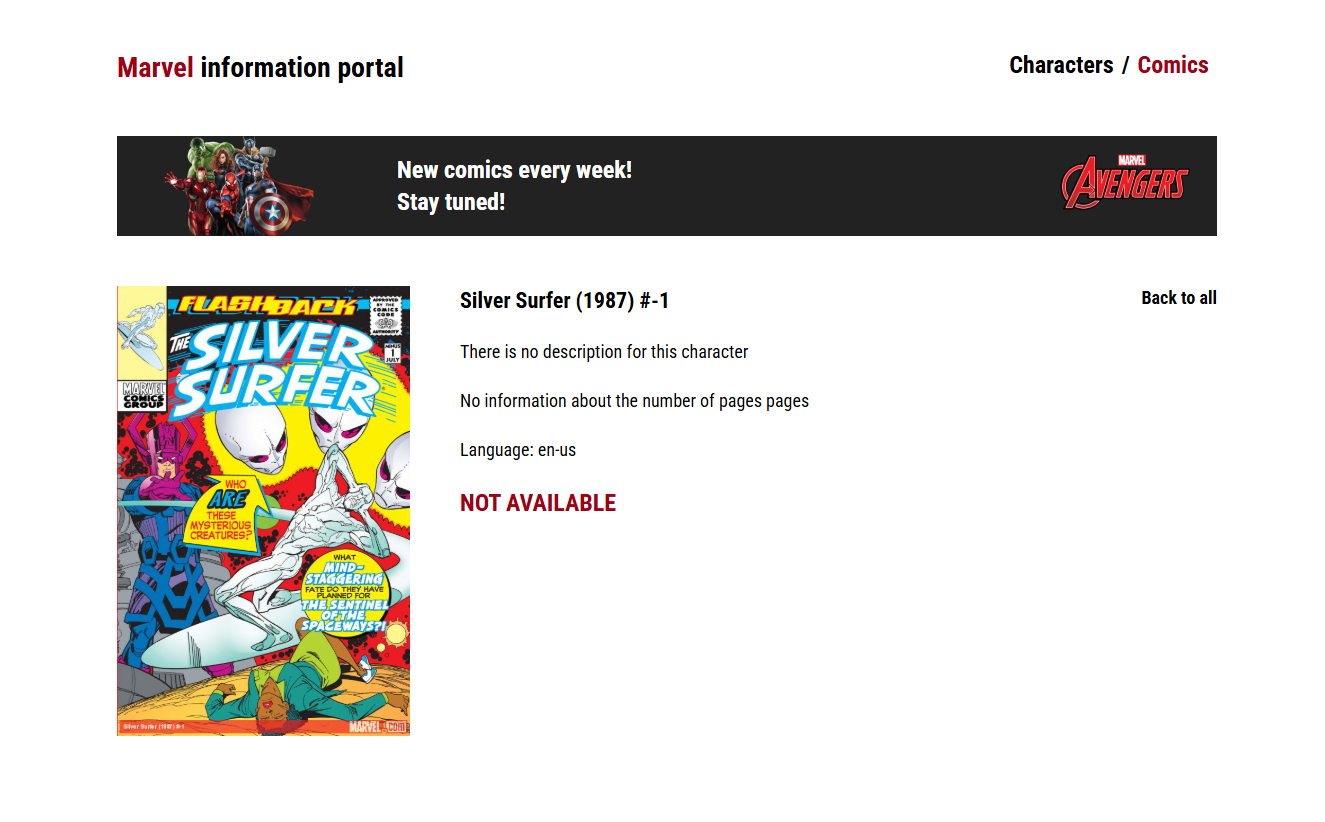 Marvel information portal
Characters / Comics
New comics every week!
Stay tuned!
MARVEL
AVENGERS
FLASHBACK
APPROVED
BY THE
COMICS
CODE
AUTHORITY
THE
SILVER
SURFER
MINUS
1
JULY
MARVEL
COMICS
GROUP
WHO
ARE
THESE
MYSTERIOUS
CREATURES?
WHAT
MIND-
STAGGERING
FATE DO THEY HAVE
PLANNED FOR
THE SENTINEL
OF THE
SPACEWAYS?!
Silver Surfer (1987) #-1
MARVEL.COM
Silver Surfer (1987) #-1
Back to all
There is no description for this character
No information about the number of pages pages
Language: en-us
NOT AVAILABLE